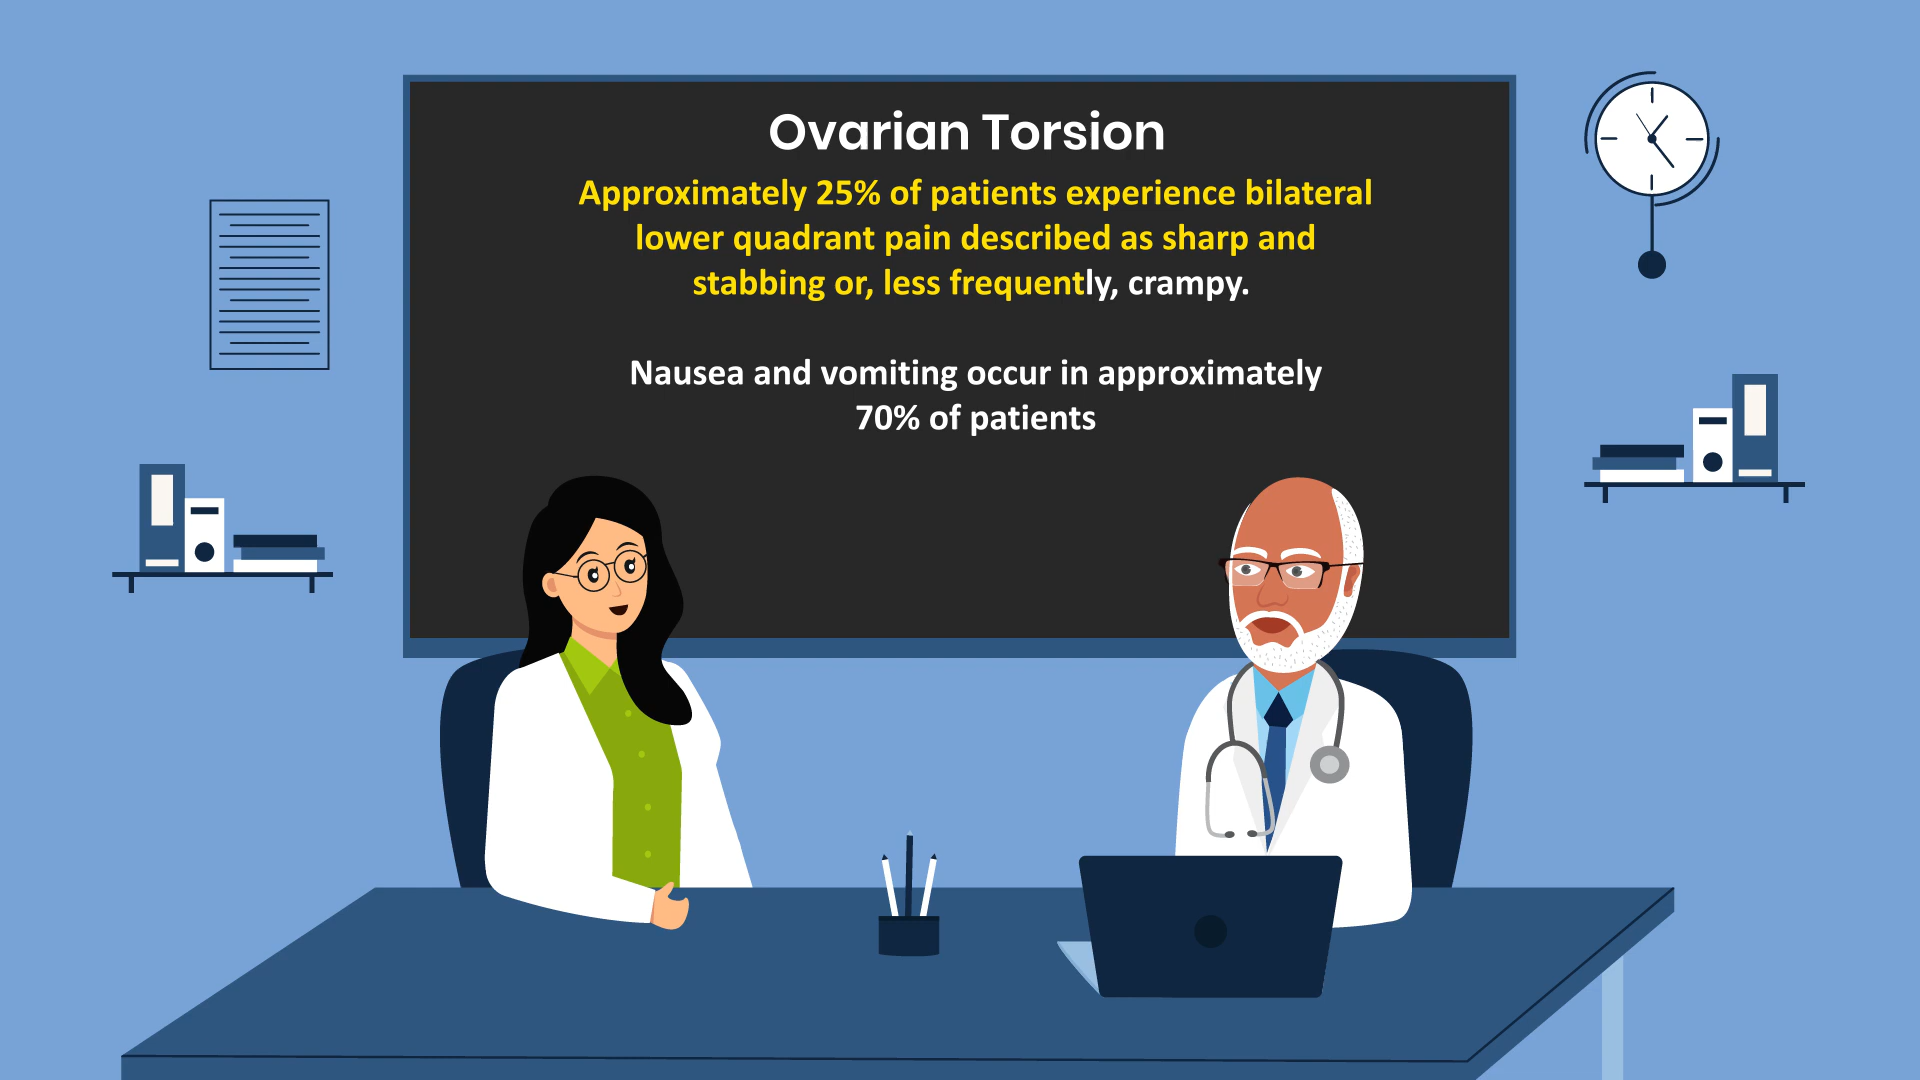 Ovarian Torsion
Approximately 25% of patients experience bilateral
lower quadrant pain described as sharp and
stabbing or, less frequently, crampy.
Nausea and vomiting occur in approximately
70% of patients